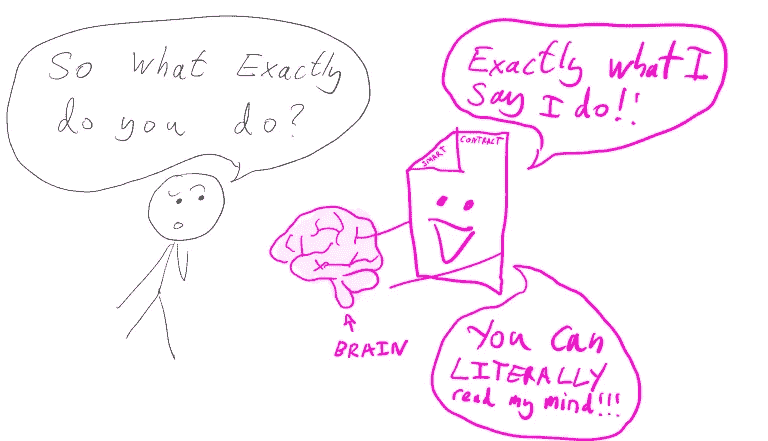 So what Exactly
do you do?
Exactly what I
Say I do!!
SMART
CONTRACT
BRAIN
You can
LITERALLY
read my mind!!!